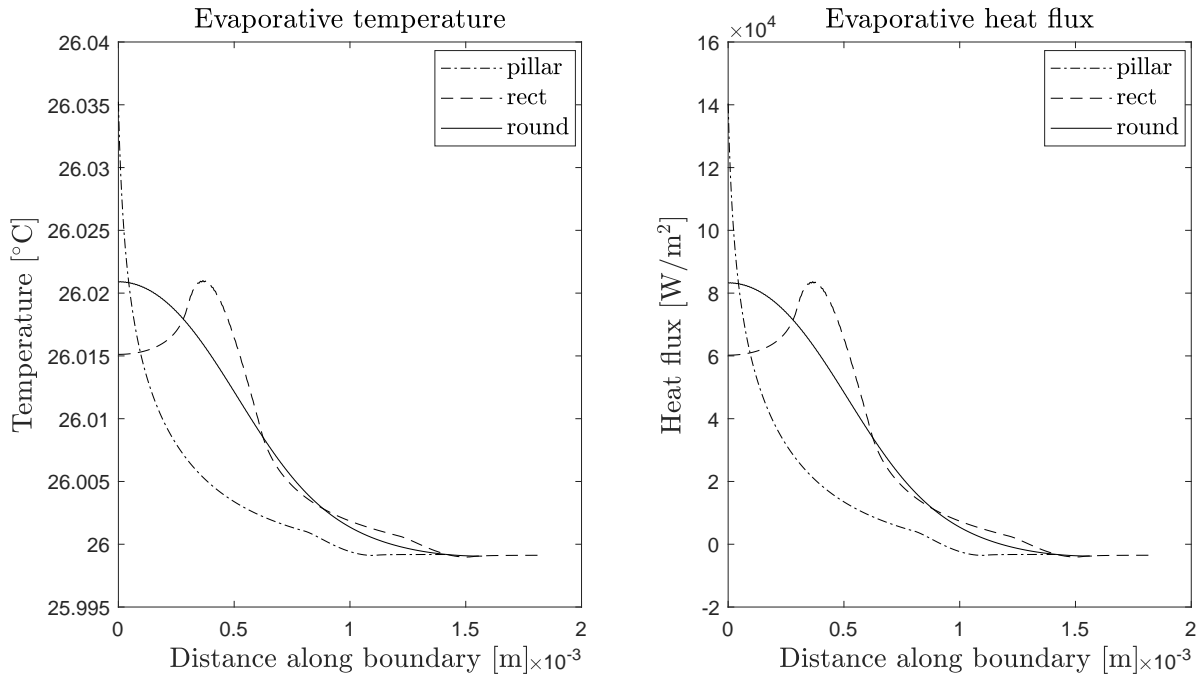 Evaporative temperature
26.04
26.035
26.03
26.025
26.02
26.015
26.01
26.005
26
25.995
Temperature [°C]
pillar
rect
round
0
0.5
1
1.5
2
Distance along boundary [m]
×10⁻³
Evaporative heat flux
×10⁴
16
14
12
10
8
6
4
2
0
-2
Heat flux [W/m²]
pillar
rect
round
0
0.5
1
1.5
2
Distance along boundary [m]
×10⁻³